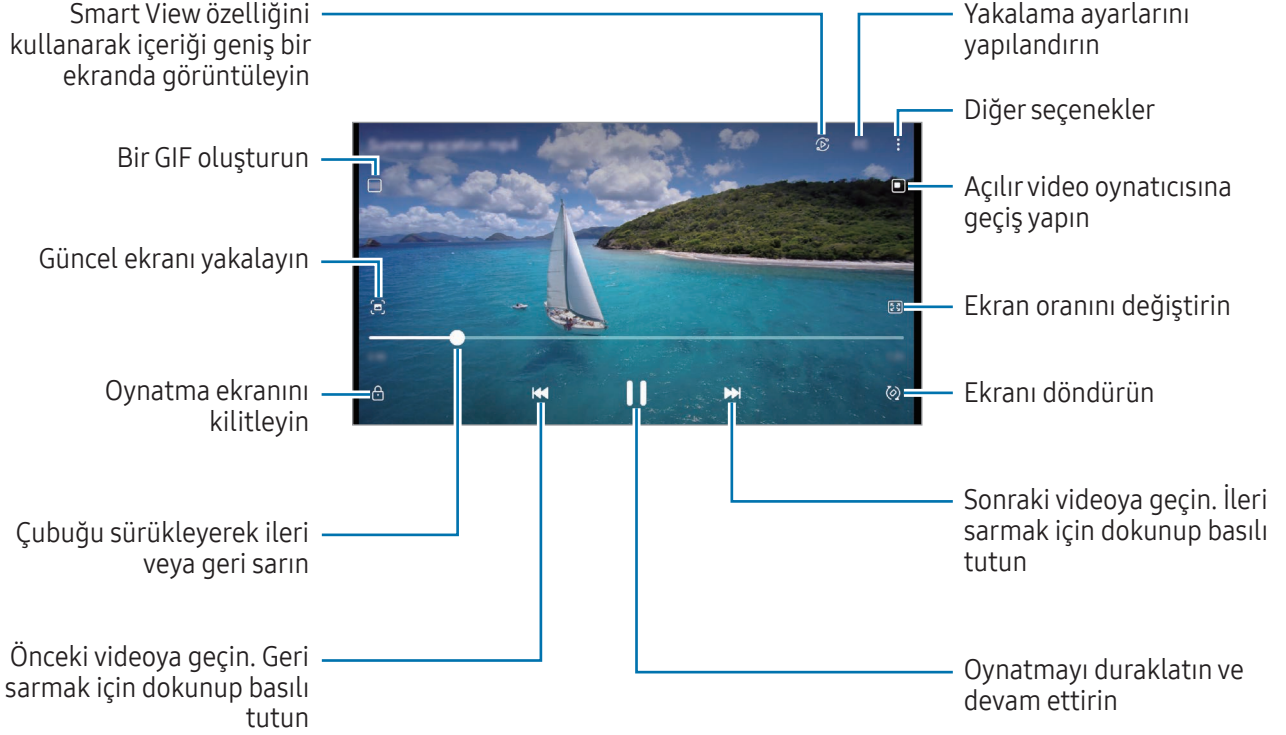 Smart View özelliğini
kullanarak içeriği geniş bir
ekranda görüntüleyin
Bir GIF oluşturun
Güncel ekranı yakalayın
Oynatma ekranını
kilitleyin
Çubuğu sürükleyerek ileri
veya geri sarın
Önceki videoya geçin. Geri
sarmak için dokunup basılı
tutun
Yakalama ayarlarını
yapılandırın
Diğer seçenekler
Açılır video oynatıcısına
geçiş yapın
Ekran oranını değiştirin
Ekranı döndürün
Sonraki videoya geçin. İleri
sarmak için dokunup basılı
tutun
Oynatmayı duraklatın ve
devam ettirin